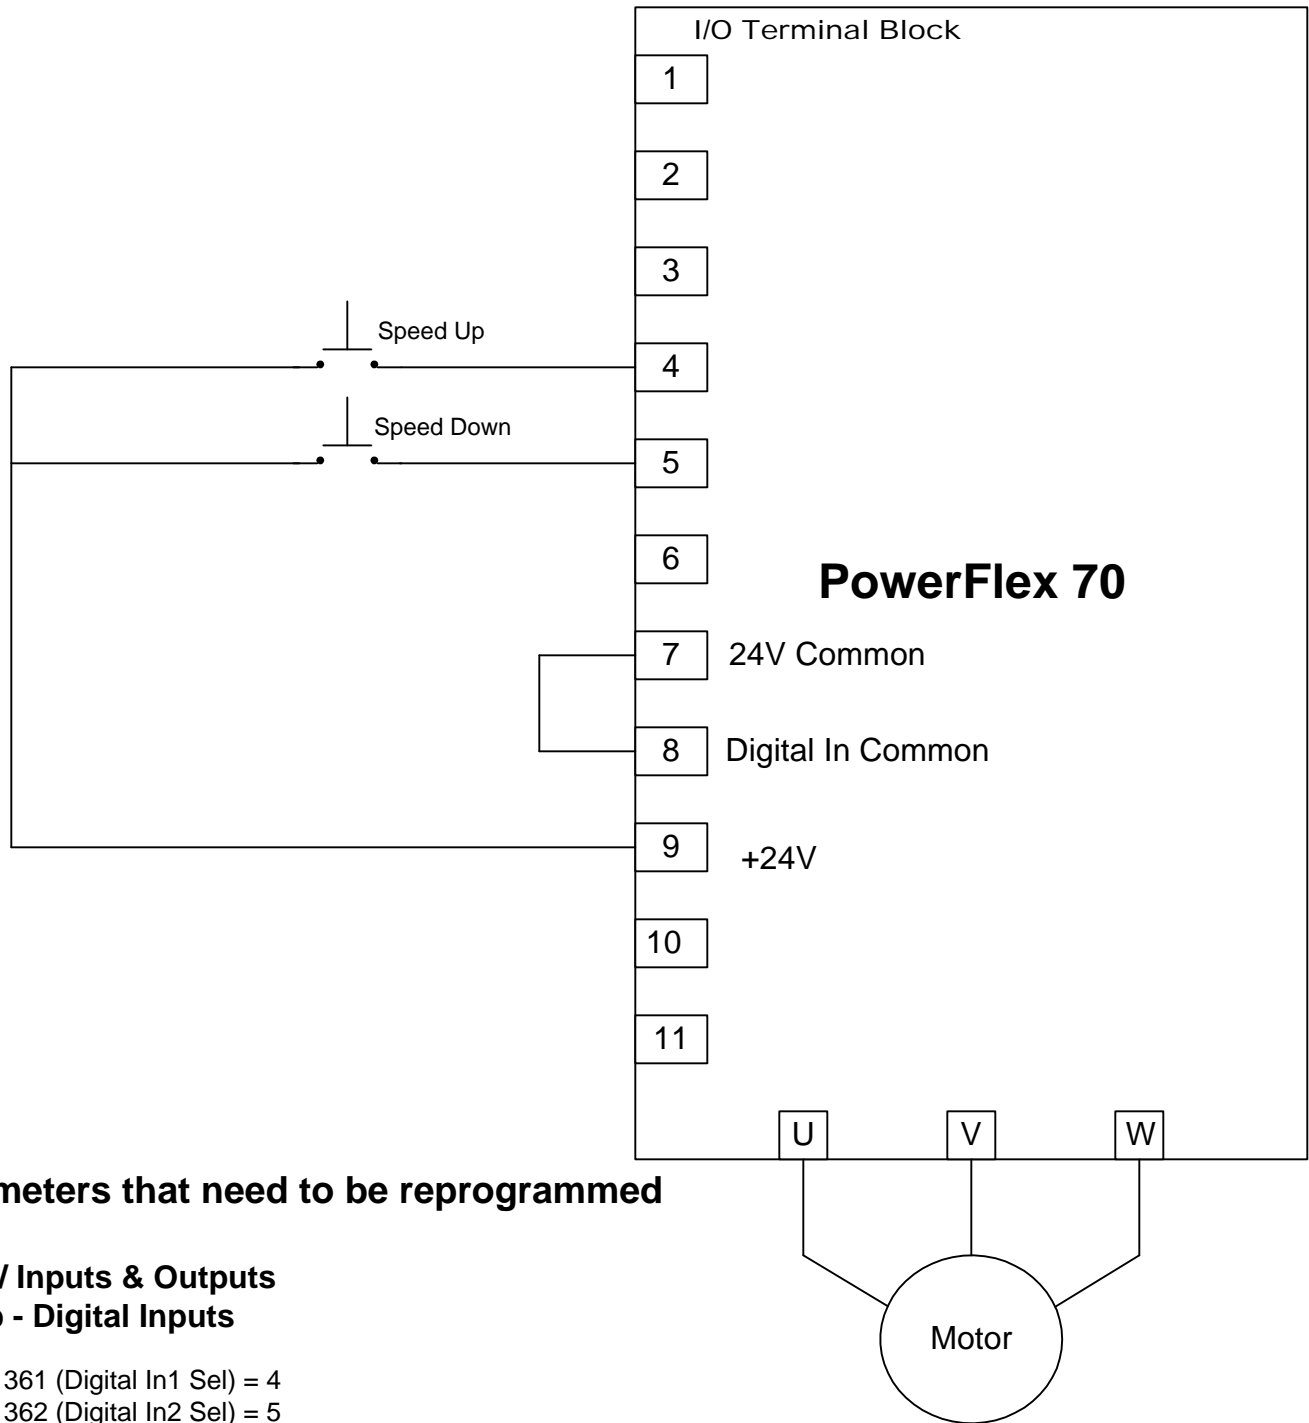 I/O Terminal Block
1
2
3
Speed Up
4
Speed Down
5
6
PowerFlex 70
7 24V Common
8 Digital In Common
9 +24V
10
11
U V W
meters that need to be reprogrammed
/ Inputs & Outputs
- Digital Inputs
Motor
361 (Digital In1 Sel) = 4
362 (Digital In2 Sel) = 5